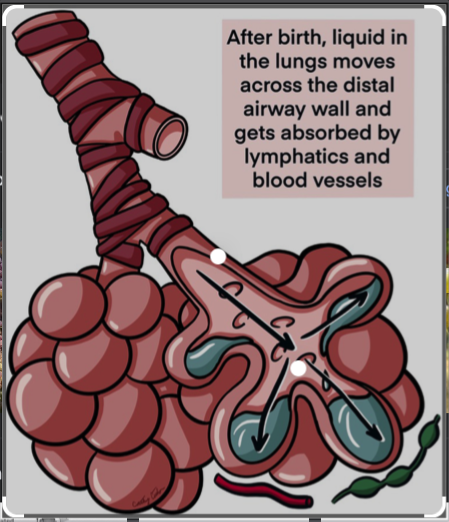 After birth, liquid in
the lungs moves
across the distal
airway wall and
gets absorbed by
lymphatics and
blood vessels